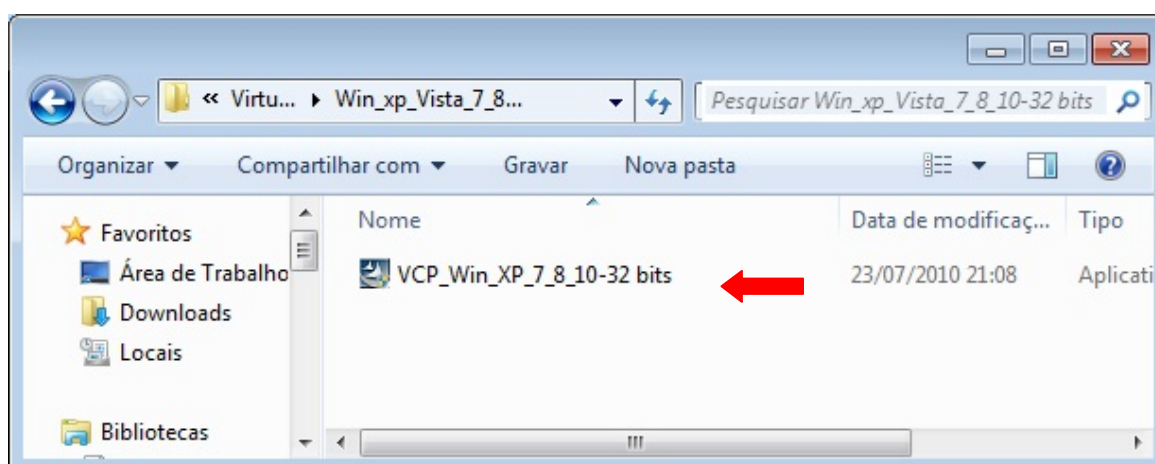 « Virtu... Win_xp_Vista_7_8... Pesquisar Win_xp_Vista_7_8_10-32 bits
Organizar Compartilhar com Gravar Nova pasta
Nome Data de modificaç... Tipo
Favoritos
Área de Trabalho VCP_Win_XP_7_8_10-32 bits 23/07/2010 21:08 Aplicati
Downloads
Locais
Bibliotecas